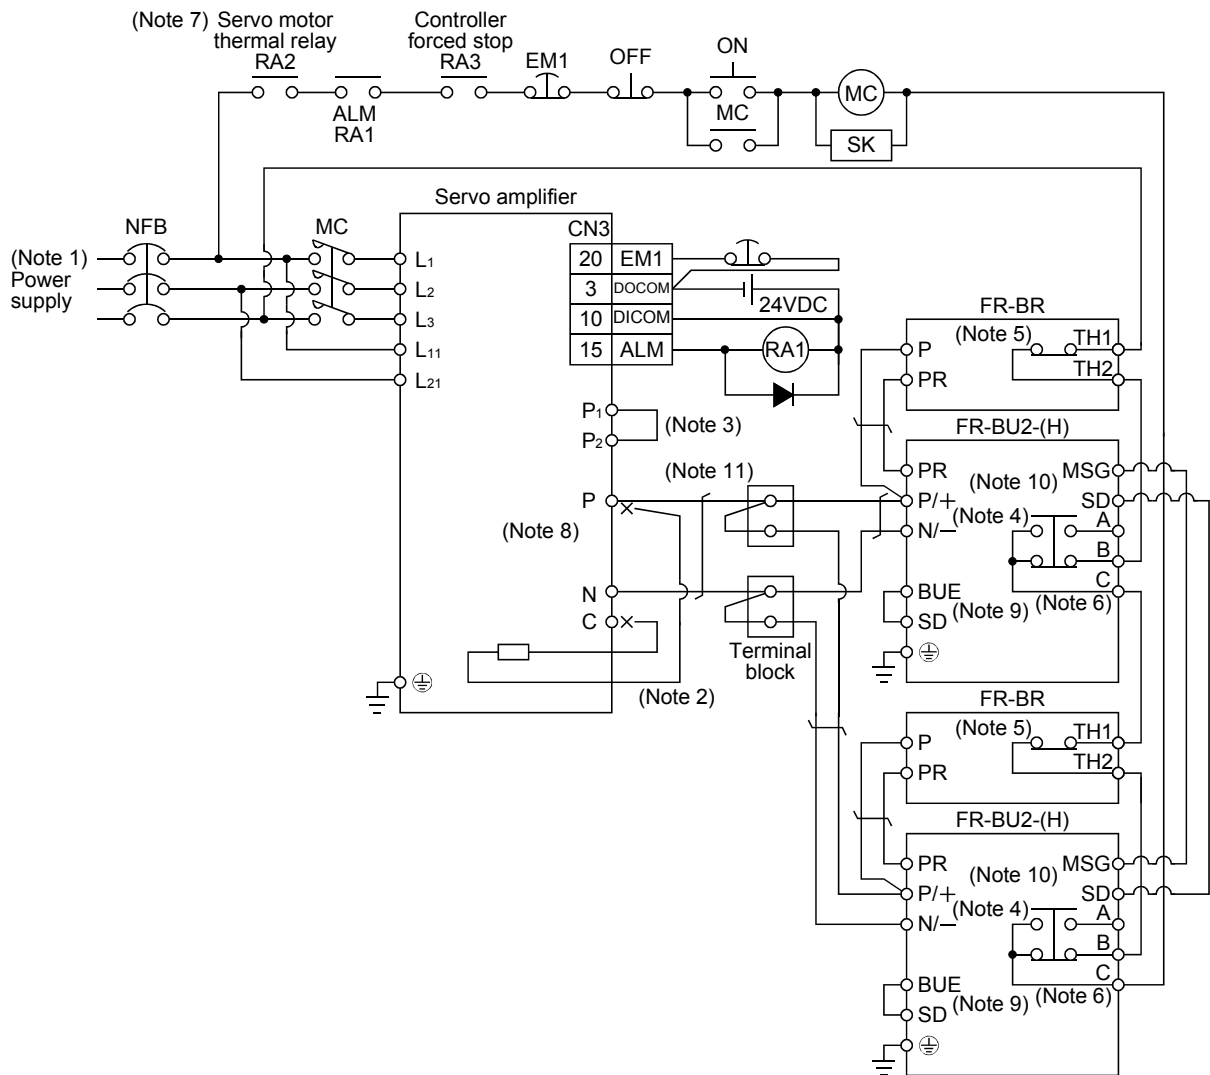 (Note 7) Servo motor
thermal relay
RA2
Controller
forced stop
RA3
EM1
OFF
ON
MC
ALM
RA1
MC
SK
Servo amplifier
NFB
MC
(Note 1)
Power
supply
L1
L2
L3
L11
L21
CN3
20 EM1
3 DOCOM
10 DICOM
15 ALM
24VDC
RA1
P1
P2
(Note 3)
P
(Note 8)
N
C
(Note 2)
(Note 11)
Terminal
block
FR-BR
P
(Note 5)
TH1
TH2
PR
FR-BU2-(H)
PR
MSG
(Note 10)
SD
P/+
(Note 4)
A
N/−
B
C
BUE
(Note 9)
(Note 6)
SD
FR-BR
P
(Note 5)
TH1
TH2
PR
FR-BU2-(H)
PR
MSG
(Note 10)
SD
P/+
(Note 4)
A
N/−
B
C
BUE
(Note 9)
(Note 6)
SD